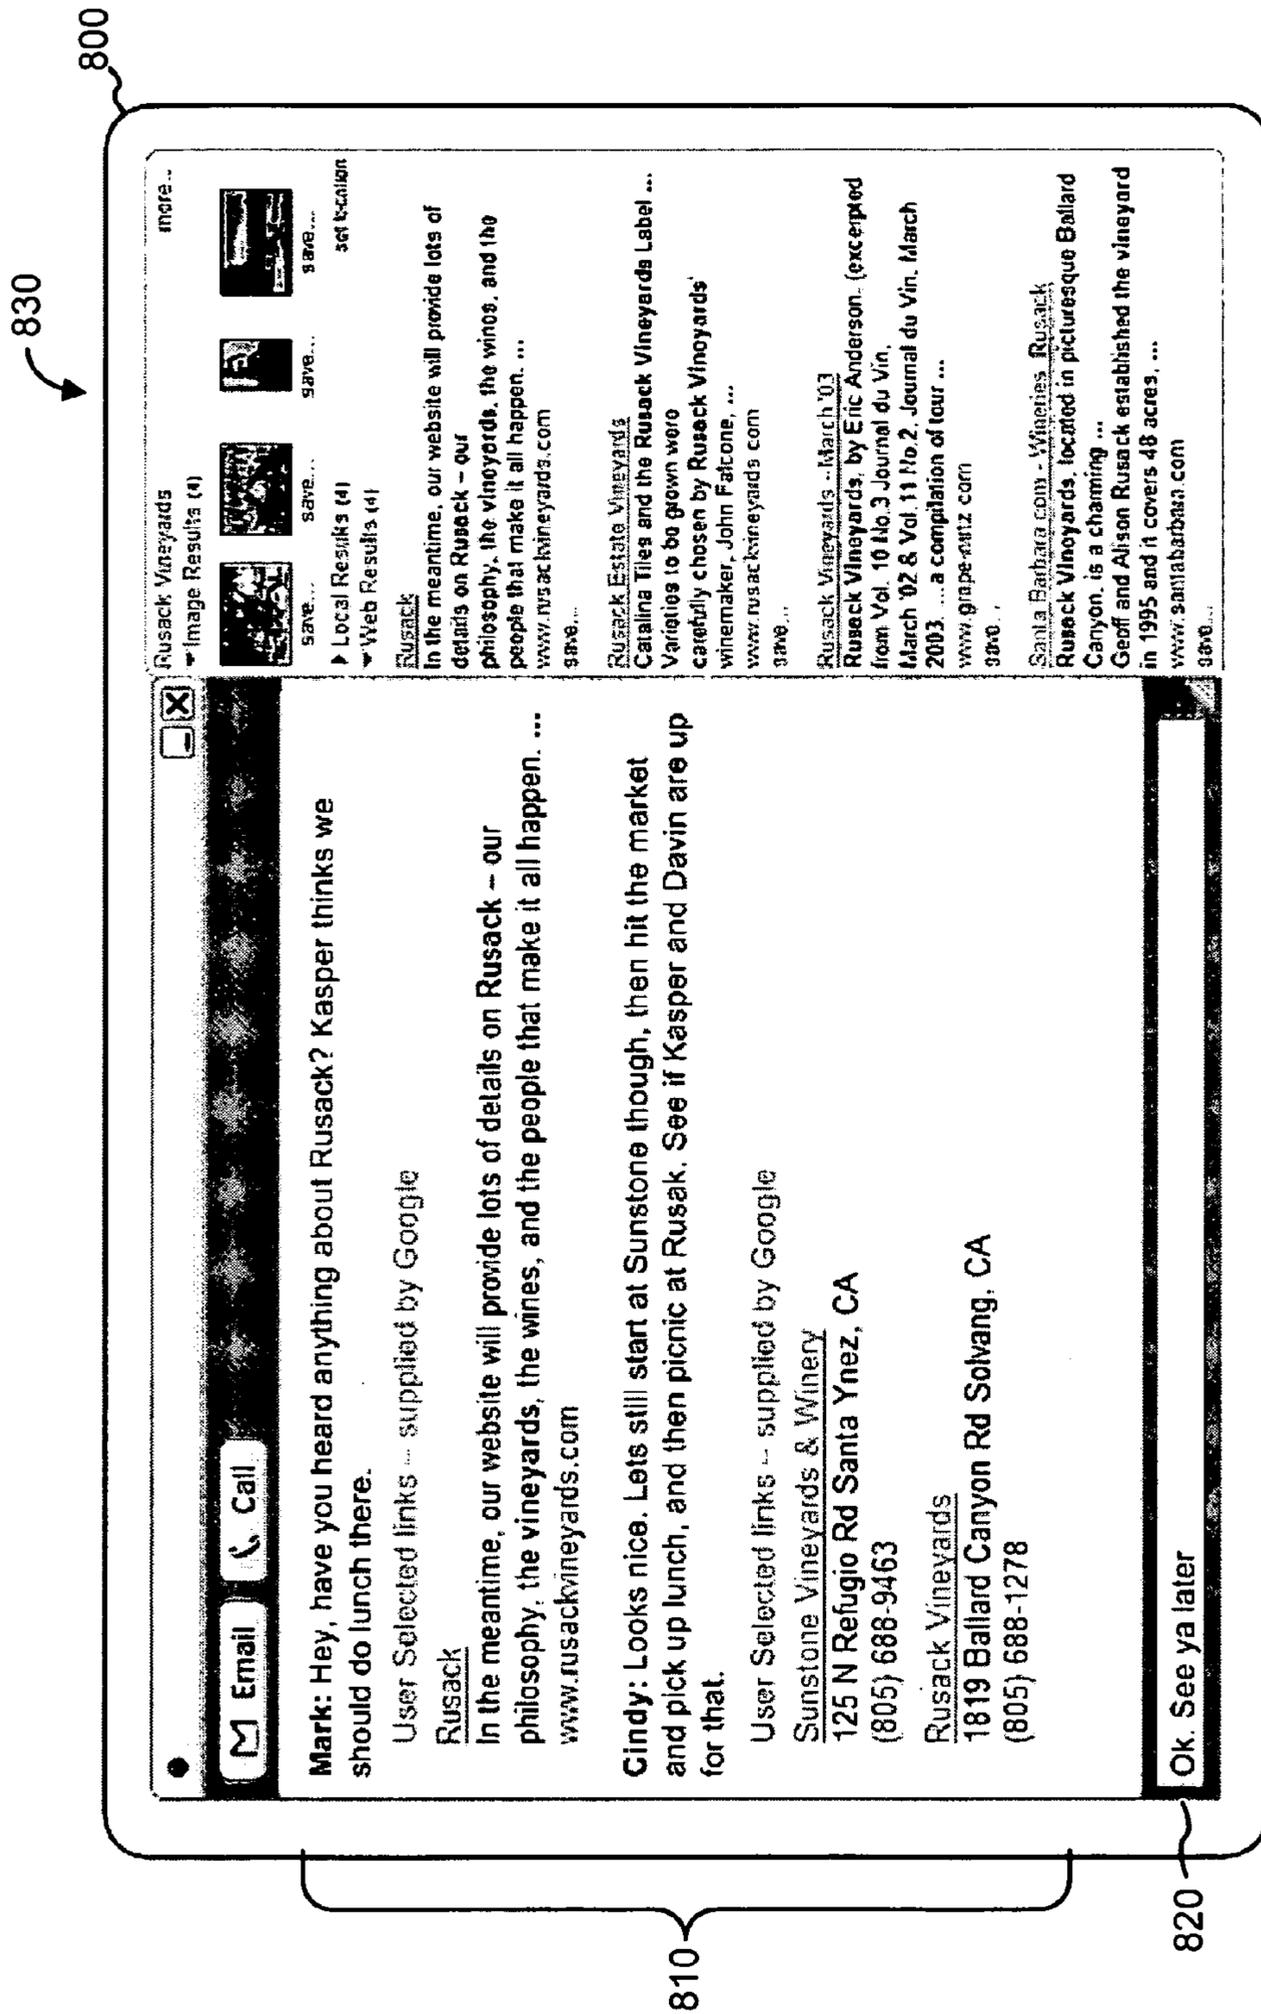 800
830
Email
Call
Mark: Hey, have you heard anything about Rusack? Kasper thinks we
should do lunch there.
User Selected links -- supplied by Google
Rusack
In the meantime, our website will provide lots of details on Rusack – our
philosophy, the vineyards, the wines, and the people that make it all happen. ...
www.rusackvineyards.com
Cindy: Looks nice. Lets still start at Sunstone though, then hit the market
and pick up lunch, and then picnic at Rusak. See if Kasper and Davin are up
for that.
User Selected links -- supplied by Google
Sunstone Vineyards & Winery
125 N Refugio Rd Santa Ynez, CA
(805) 688-9463
Rusack Vineyards
1819 Ballard Canyon Rd Solvang, CA
(805) 688-1278
Ok. See ya later
810
820
Rusack Vineyards
more...
Image Results (4)
save...
save...
save...
save...
Local Results (4)
set location
Web Results (4)
Rusack
In the meantime, our website will provide lots of
details on Rusack – our
philosophy, the vineyards, the wines, and the
people that make it all happen. ...
www.rusackvineyards.com
save...
Rusack Estate Vineyards
Catalina Tiles and the Rusack Vineyards Label ...
Varieties to be grown were
carefully chosen by Rusack Vineyards'
winemaker, John Falcone, ...
www.rusackvineyards.com
save...
Rusack Vineyards - March '03
Rusack Vineyards, by Eric Anderson. (excerpted
from Vol. 10 No.3 Journal du Vin,
March '02 & Vol. 11 No.2, Journal du Vin, March
2003. ... a compilation of tour ...
save...
Santa Barbara.com - Wineries Rusack
Rusack Vineyards, located in picturesque Ballard
Canyon, is a charming ...
Geoff and Alison Rusack established the vineyard
in 1995 and it covers 48 acres, ...
www.santabarbara.com
save...